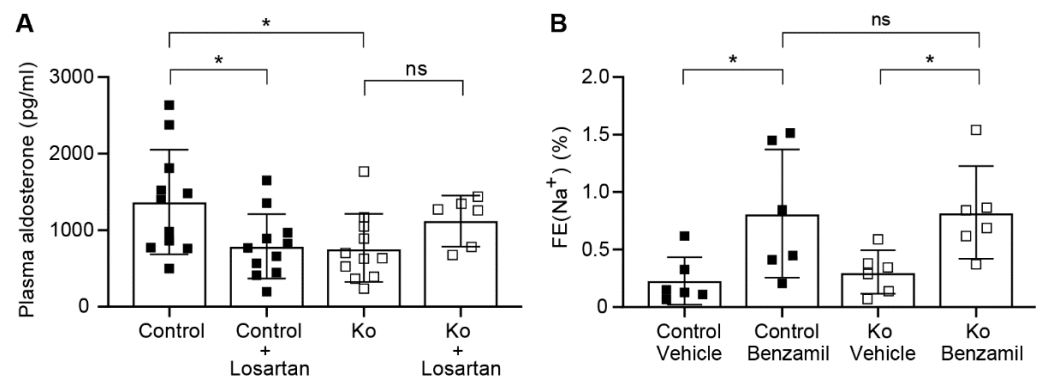 A
*
*
ns
Plasma aldosterone (pg/ml)
3000
2000
1000
0
Control
Control
+
Losartan
Ko
Ko
+
Losartan
B
ns
*
*
FE(Na⁺) (%)
2.0
1.5
1.0
0.5
0
Control
Vehicle
Control
Benzamil
Ko
Vehicle
Ko
Benzamil